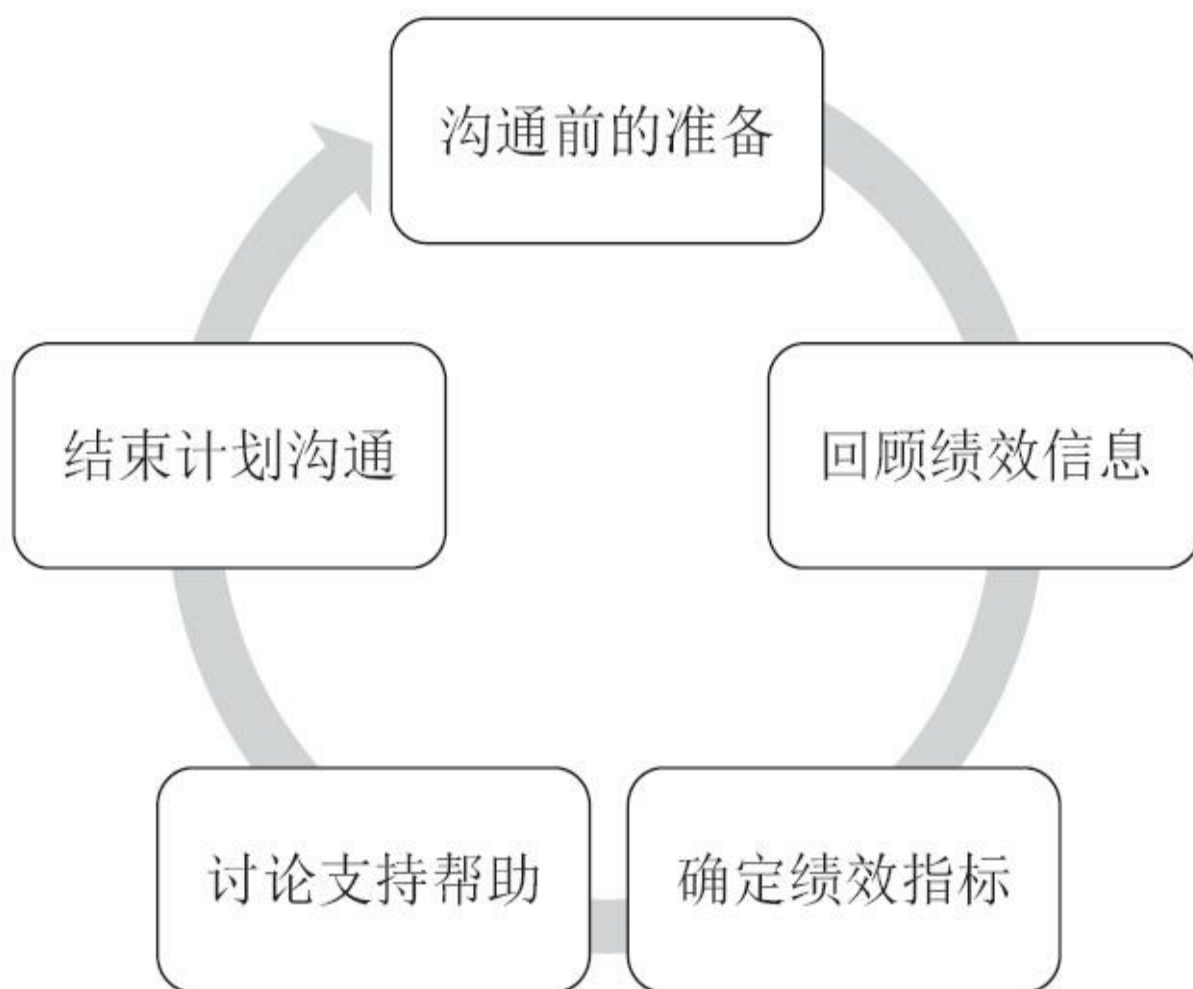 沟通前的准备
回顾绩效信息
确定绩效指标
讨论支持帮助
结束计划沟通